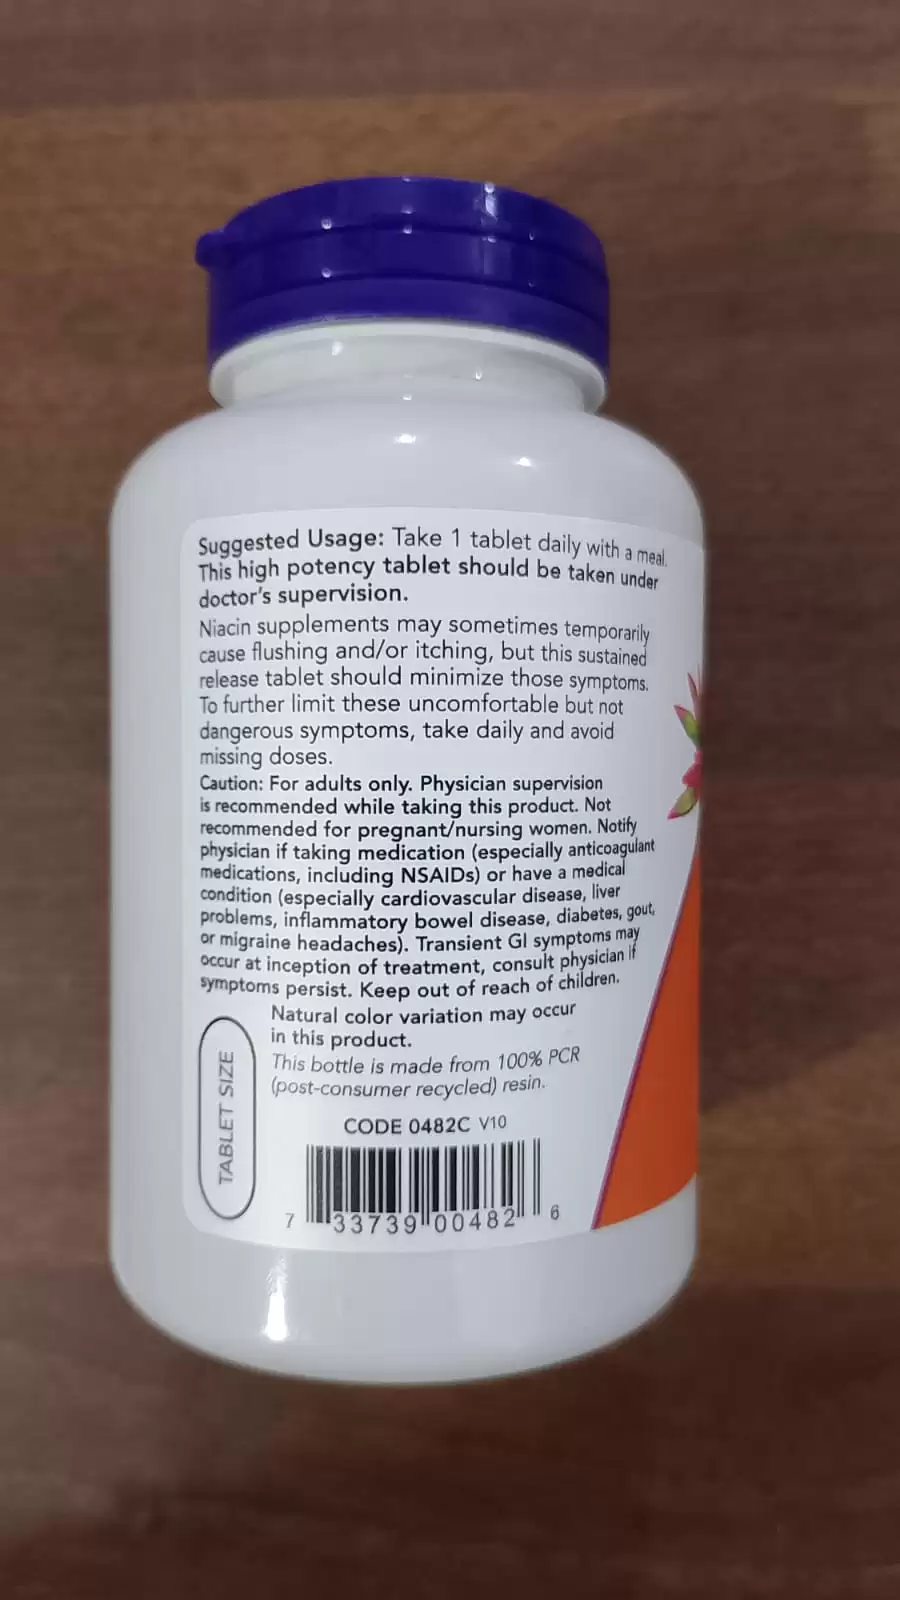 Suggested Usage: Take 1 tablet daily with a meal.
This high potency tablet should be taken under
doctor's supervision.
Niacin supplements may sometimes temporarily
cause flushing and/or itching, but this sustained
release tablet should minimize those symptoms.
To further limit these uncomfortable but not
dangerous symptoms, take daily and avoid
missing doses.
Caution: For adults only. Physician supervision
is recommended while taking this product. Not
recommended for pregnant/nursing women. Notify
physician if taking medication (especially anticoagulant
medications, including NSAIDs) or have a medical
condition (especially cardiovascular disease, liver
problems, inflammatory bowel disease, diabetes, gout,
or migraine headaches). Transient GI symptoms may
occur at inception of treatment, consult physician if
symptoms persist. Keep out of reach of children.
Natural color variation may occur
in this product.
This bottle is made from 100% PCR
(post-consumer recycled) resin.
TABLET SIZE
CODE 0482C V10
7 33739 00482 6